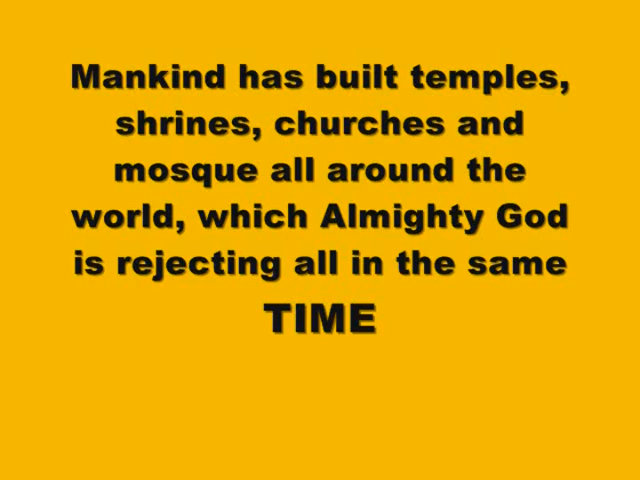 Mankind has built temples,
shrines, churches and
mosque all around the
world, which Almighty God
is rejecting all in the same
TIME